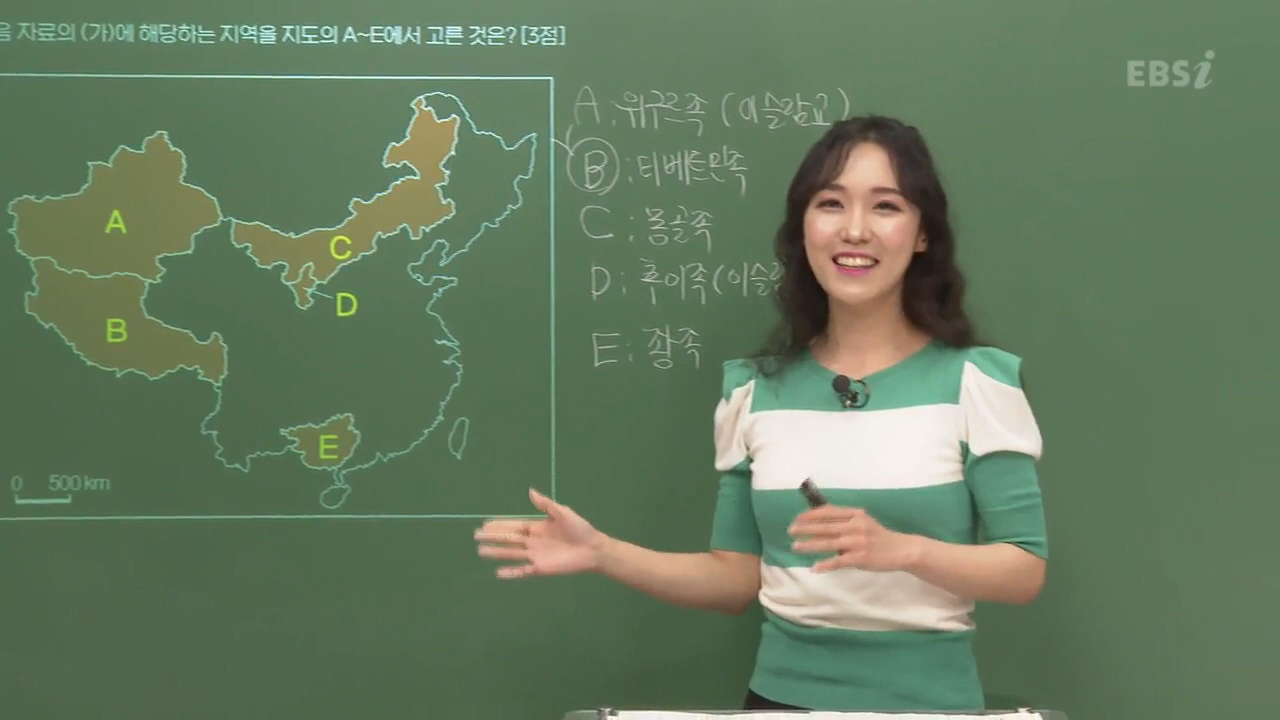 음 자료의 (가)에 해당하는 지역을 지도의 A~E에서 고른 것은? [3점]
EBSi
A : 위구르족 (이슬람교)
B : 티베트민족
C : 몽골족
D : 후이족(이슬
E : 좡족
A
B
C
D
E
0 500 km